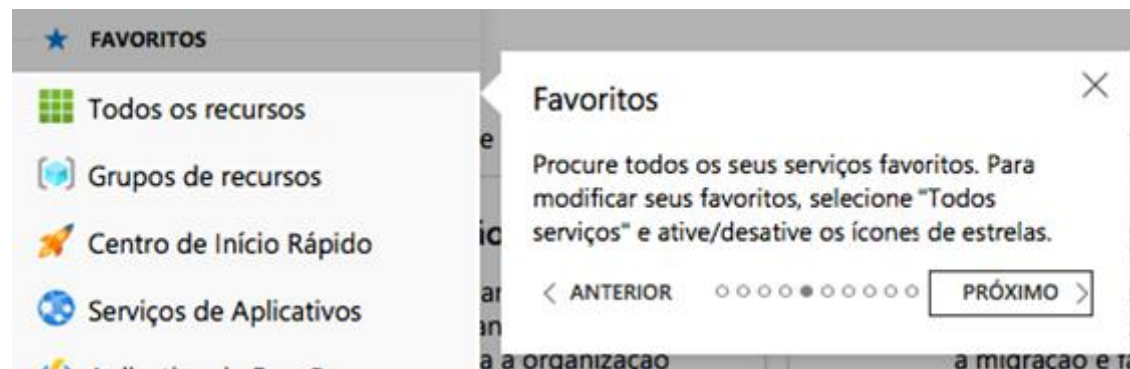 FAVORITOS
Todos os recursos
Grupos de recursos
Centro de Início Rápido
Serviços de Aplicativos
Favoritos
Procure todos os seus serviços favoritos. Para
modificar seus favoritos, selecione "Todos
serviços" e ative/desative os ícones de estrelas.
ANTERIOR
PRÓXIMO
a a organização
a migração e